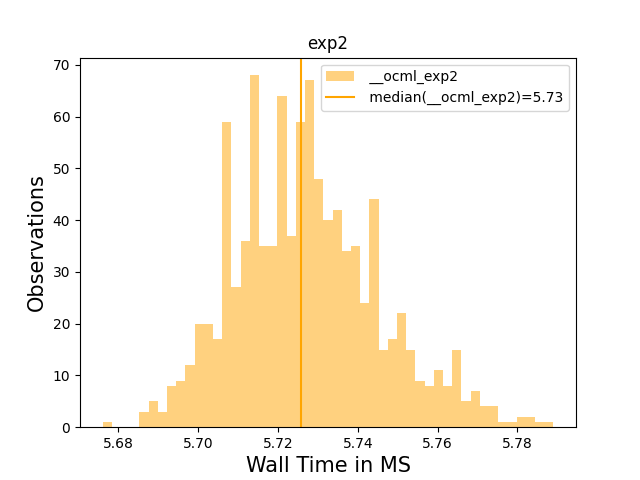 exp2
__ocml_exp2
median(__ocml_exp2)=5.73
Observations
70
60
50
40
30
20
10
0
5.68 5.70 5.72 5.74 5.76 5.78
Wall Time in MS